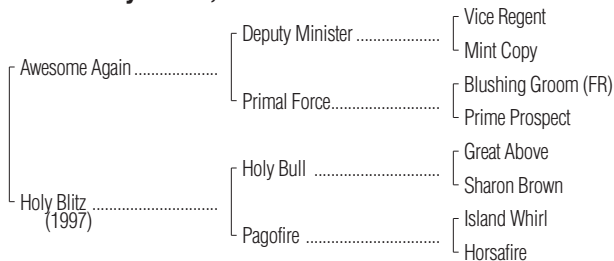 Vice Regent
Deputy Minister ..................
Mint Copy
Awesome Again ...................
Blushing Groom (FR)
Primal Force.......................
Prime Prospect
Great Above
Holy Bull ..........................
Sharon Brown
Holy Blitz ...........................
(1997)
Island Whirl
Pagofire .............................
Horsafire